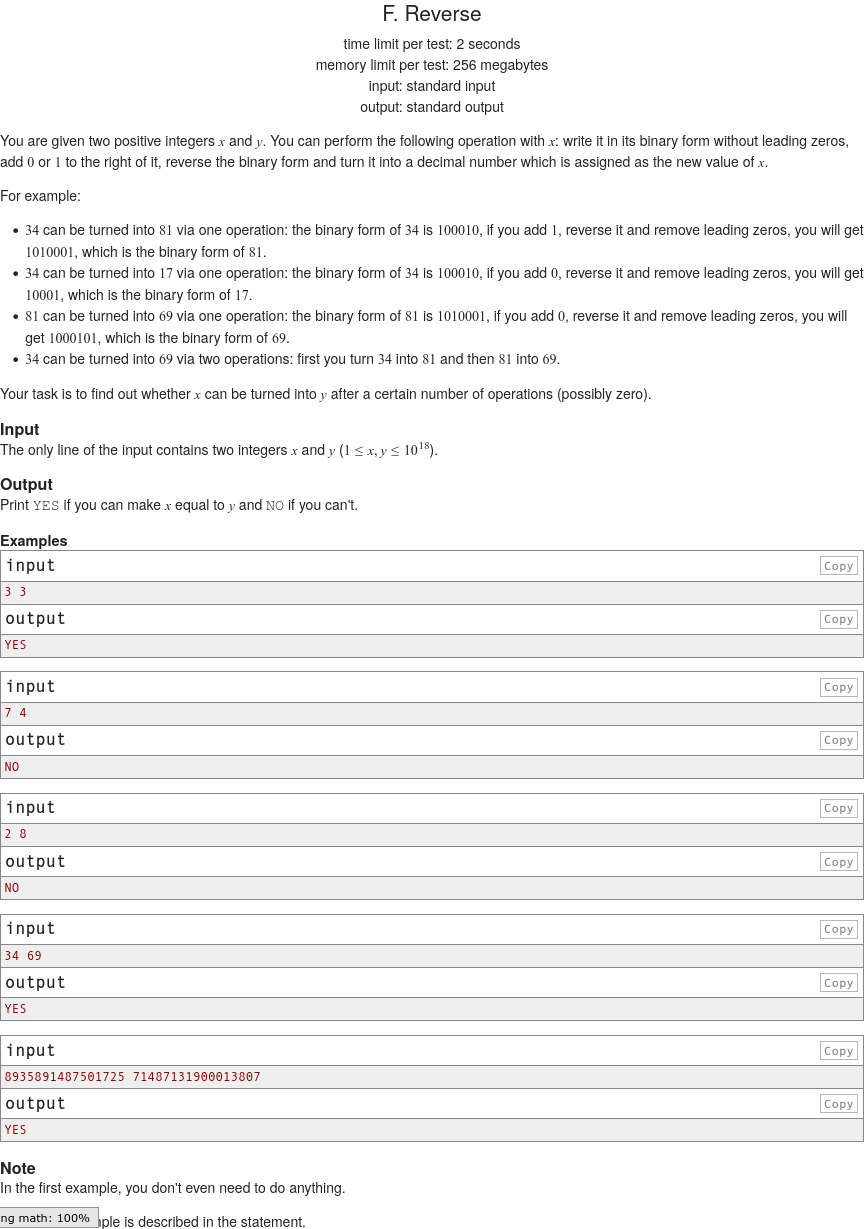 F. Reverse
time limit per test: 2 seconds
memory limit per test: 256 megabytes
input: standard input
output: standard output
You are given two positive integers x and y. You can perform the following operation with x: write it in its binary form without leading zeros,
add 0 or 1 to the right of it, reverse the binary form and turn it into a decimal number which is assigned as the new value of x.
For example:
• 34 can be turned into 81 via one operation: the binary form of 34 is 100010, if you add 1, reverse it and remove leading zeros, you will get
1010001, which is the binary form of 81.
• 34 can be turned into 17 via one operation: the binary form of 34 is 100010, if you add 0, reverse it and remove leading zeros, you will get
10001, which is the binary form of 17.
• 81 can be turned into 69 via one operation: the binary form of 81 is 1010001, if you add 0, reverse it and remove leading zeros, you will
get 1000101, which is the binary form of 69.
• 34 can be turned into 69 via two operations: first you turn 34 into 81 and then 81 into 69.
Your task is to find out whether x can be turned into y after a certain number of operations (possibly zero).
Input
The only line of the input contains two integers x and y (1 ≤ x, y ≤ 10^18).
Output
Print YES if you can make x equal to y and NO if you can't.
Examples
input Copy
3 3
output Copy
YES
input Copy
7 4
output Copy
NO
input Copy
2 8
output Copy
NO
input Copy
34 69
output Copy
YES
input Copy
8935891487501725 71487131900013807
output Copy
YES
Note
In the first example, you don't even need to do anything.
ng math: 100% ple is described in the statement.